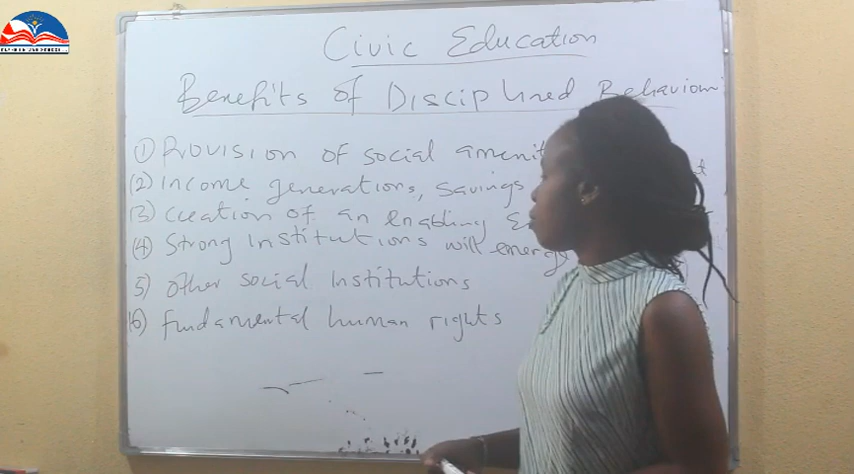 Civic Education
Benefits of Disciplined Behaviour
① Provision of social amenit
(2) income generations, savings
(3) Creation of an enabling E
(4) Strong institutions will emerge
5) Other social Institutions
(6) Fundamental human rights